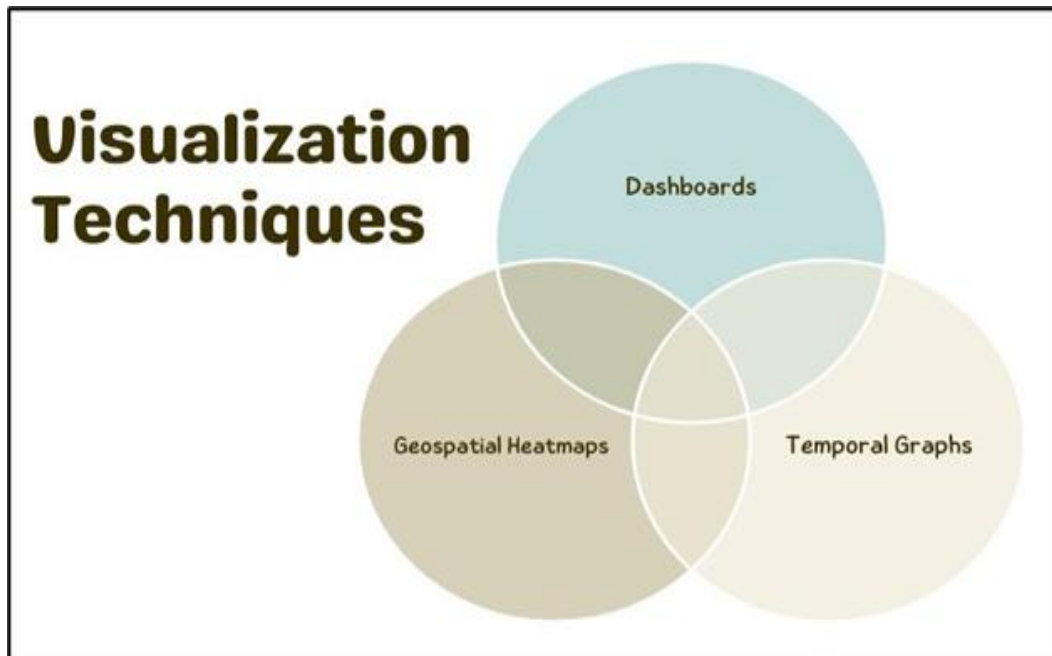 Visualization
Techniques
Dashboards
Geospatial Heatmaps
Temporal Graphs